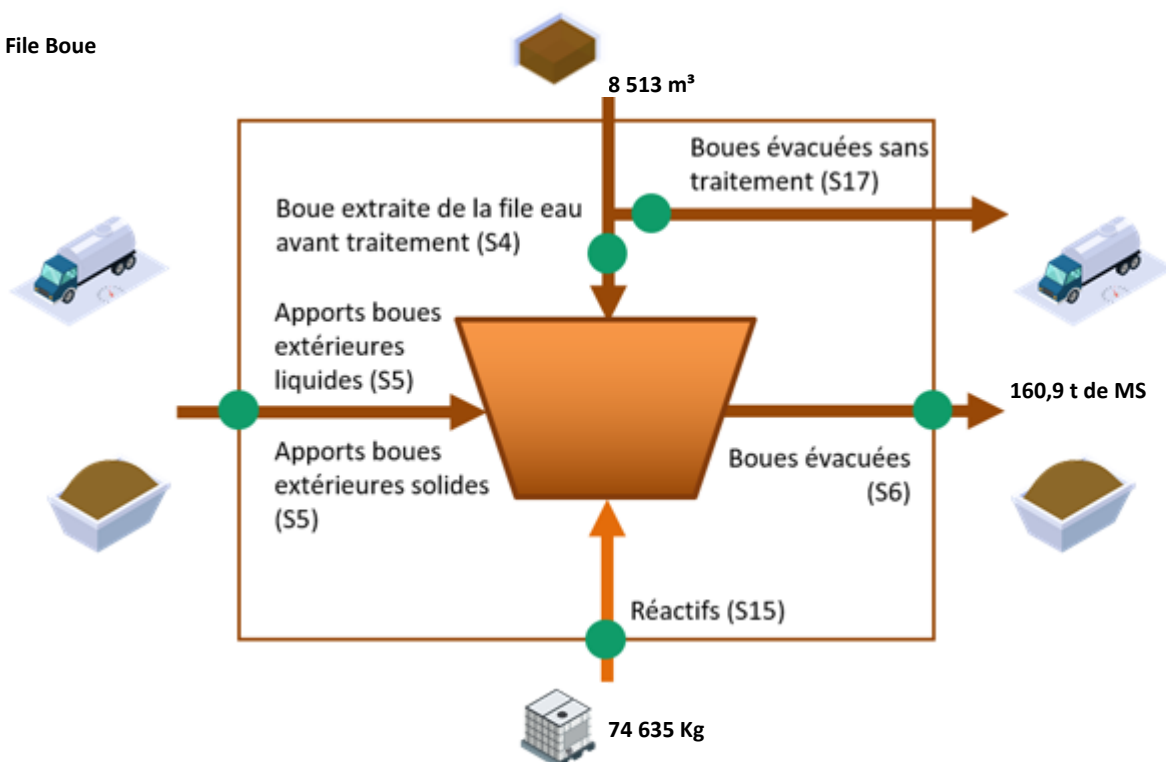 File Boue
8 513 m³
Boues évacuées sans
traitement (S17)
Boue extraite de la file eau
avant traitement (S4)
Apports boues
extérieures
liquides (S5)
160,9 t de MS
Apports boues
extérieures solides
(S5)
Boues évacuées
(S6)
Réactifs (S15)
74 635 Kg